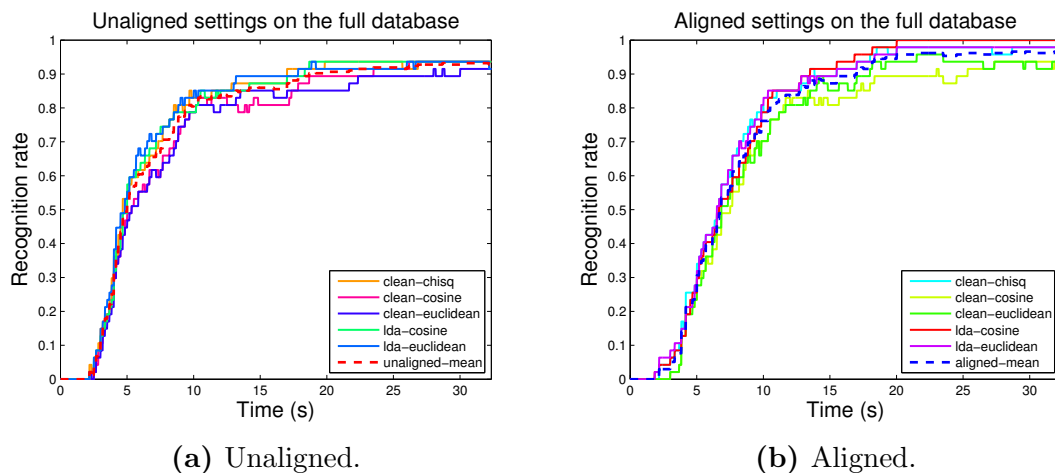 Unaligned settings on the full database
1
0.9
0.8
0.7
0.6
0.5
0.4
0.3
0.2
0.1
0
Recognition rate
0
5
10
15
20
25
30
Time (s)
clean-chisq
clean-cosine
clean-euclidean
lda-cosine
lda-euclidean
unaligned-mean
(a) Unaligned.
Aligned settings on the full database
1
0.9
0.8
0.7
0.6
0.5
0.4
0.3
0.2
0.1
0
Recognition rate
0
5
10
15
20
25
30
Time (s)
clean-chisq
clean-cosine
clean-euclidean
lda-cosine
lda-euclidean
aligned-mean
(b) Aligned.